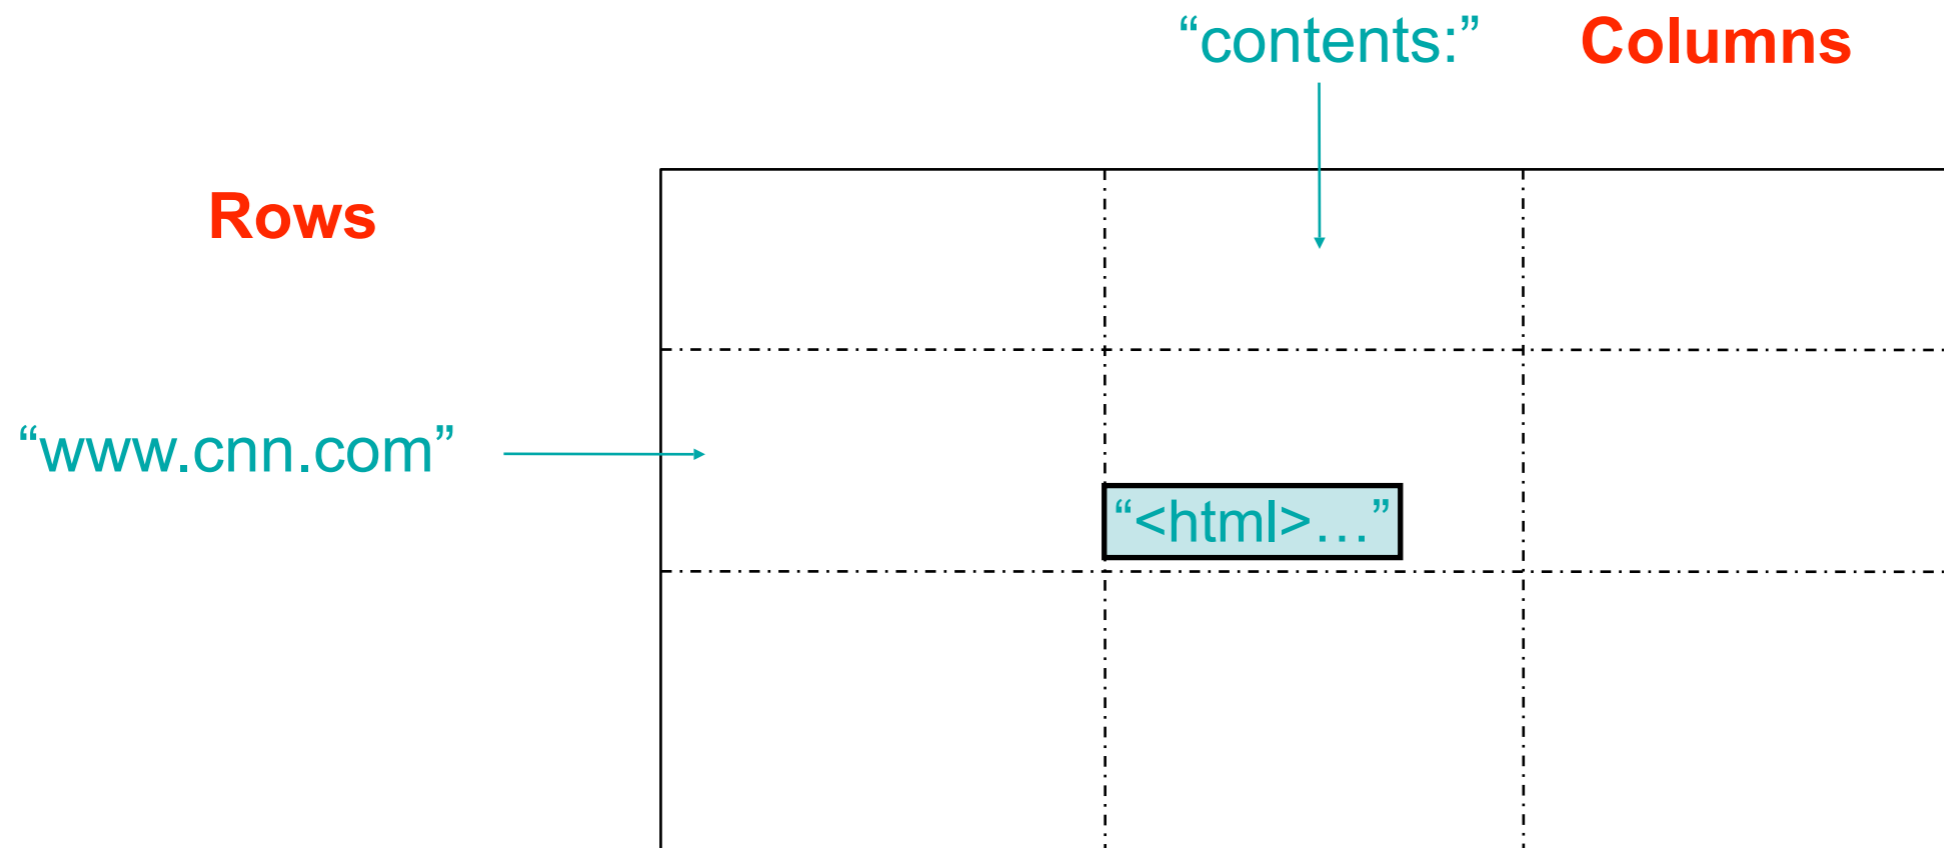 “contents:” Columns
Rows
“www.cnn.com”
“<html>…”